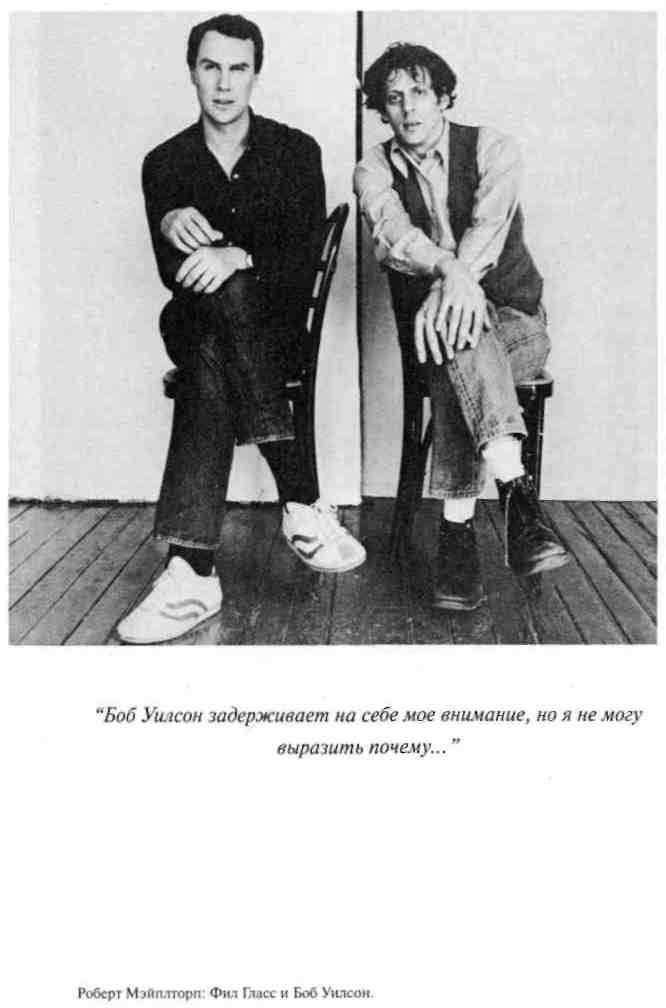 “Боб Уилсон задерживает на себе мое внимание, но я не могу
выразить почему...”
Роберт Мэйплторп: Фил Гласс и Боб Уилсон.